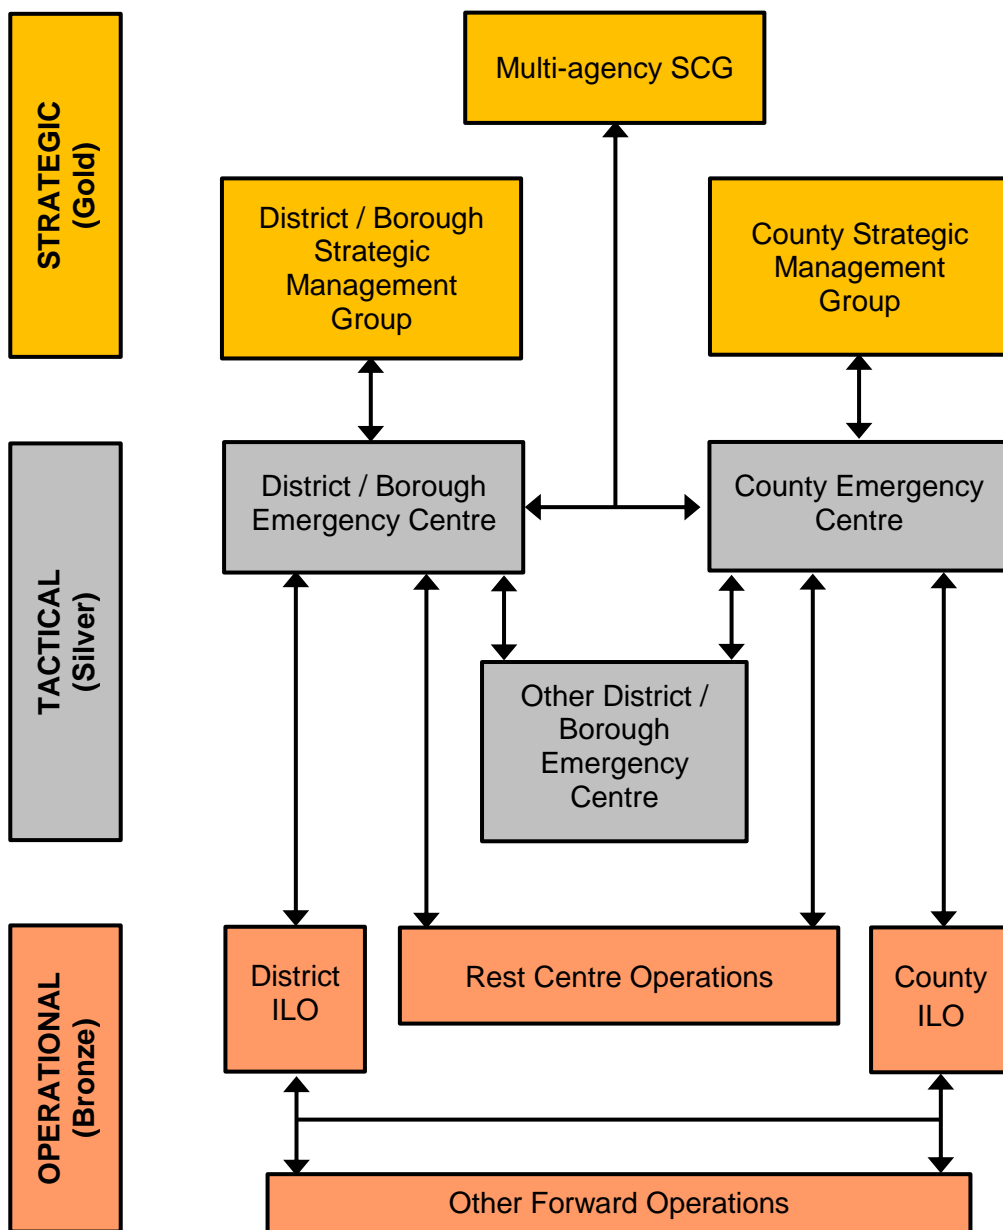 STRATEGIC
(Gold)
Multi-agency SCG
District / Borough
Strategic
Management
Group
County Strategic
Management
Group
TACTICAL
(Silver)
District / Borough
Emergency Centre
County Emergency
Centre
Other District /
Borough
Emergency
Centre
OPERATIONAL
(Bronze)
District
ILO
Rest Centre Operations
County
ILO
Other Forward Operations